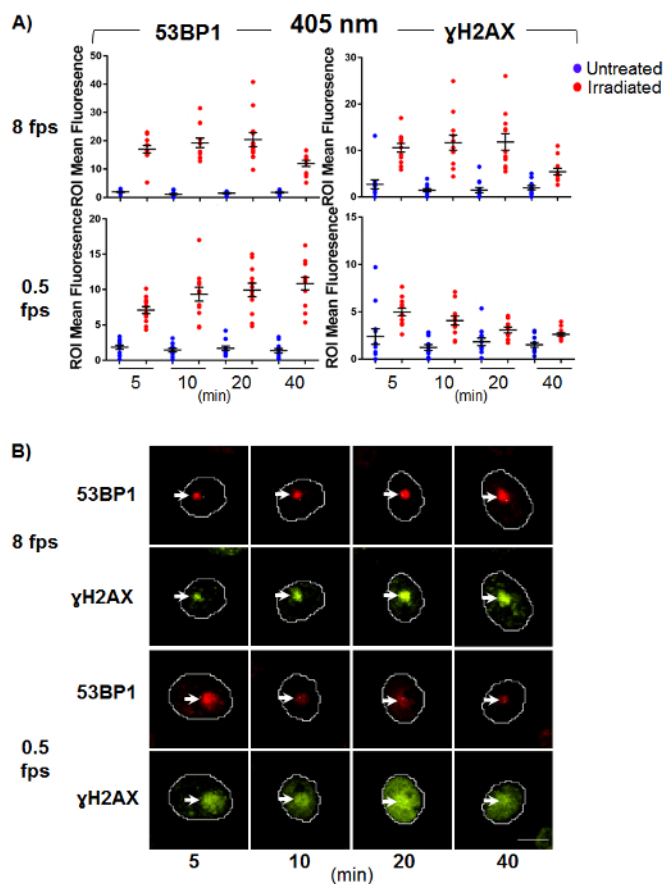 A)
405 nm
53BP1
ɣH2AX
Untreated
Irradiated
8 fps
ROI Mean Fluoresence
50
40
30
20
10
0
ROI Mean Fluoresence
30
20
10
0
0.5 fps
ROI Mean Fluoresence
20
15
10
5
0
5 10 20 40
(min)
ROI Mean Fluoresence
15
10
5
0
5 10 20 40
(min)
B)
8 fps
53BP1
ɣH2AX
0.5
fps
53BP1
ɣH2AX
5 10 20 40
(min)